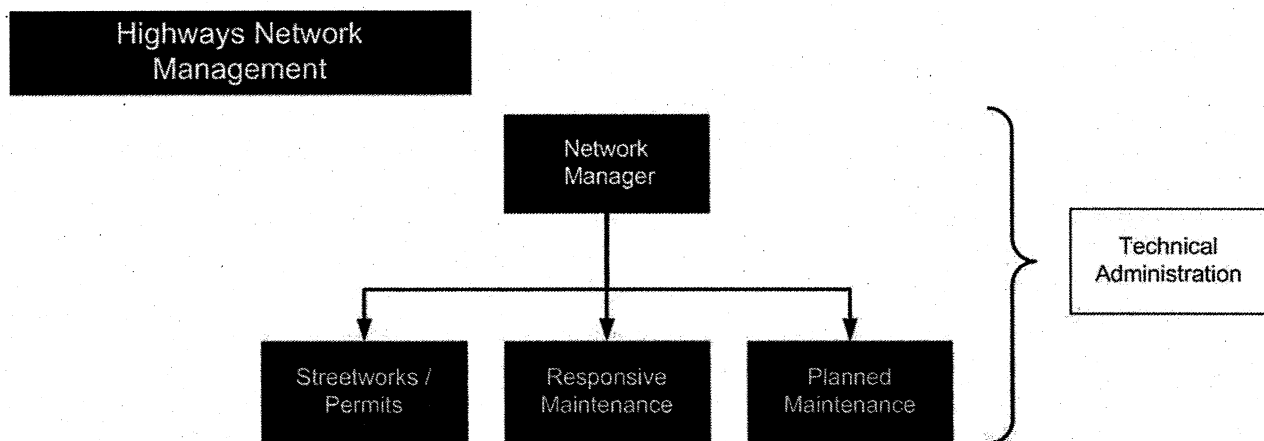 Highways Network
Management
Network
Manager
Technical
Administration
Streetworks /
Permits
Responsive
Maintenance
Planned
Maintenance